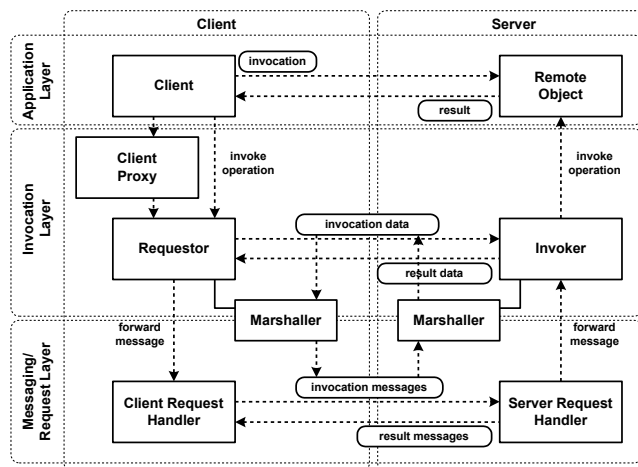 Client
Server
Application
Layer
invocation
Client
Remote
Object
result
Invocation
Layer
Client
Proxy
invoke
operation
invoke
operation
invocation data
Requestor
Invoker
result data
Marshaller
Marshaller
forward
message
forward
message
Messaging/
Request Layer
invocation messages
Client Request
Handler
Server Request
Handler
result messages